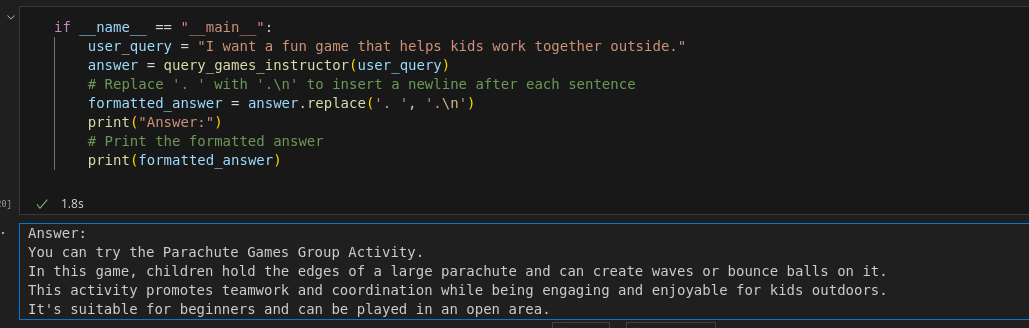 if __name__ == "__main__":
    user_query = "I want a fun game that helps kids work together outside."
    answer = query_games_instructor(user_query)
    # Replace '. ' with '.\n' to insert a newline after each sentence
    formatted_answer = answer.replace('. ', '.\n')
    print("Answer:")
    # Print the formatted answer
    print(formatted_answer)
1.8s
Answer:
You can try the Parachute Games Group Activity.
In this game, children hold the edges of a large parachute and can create waves or bounce balls on it.
This activity promotes teamwork and coordination while being engaging and enjoyable for kids outdoors.
It's suitable for beginners and can be played in an open area.